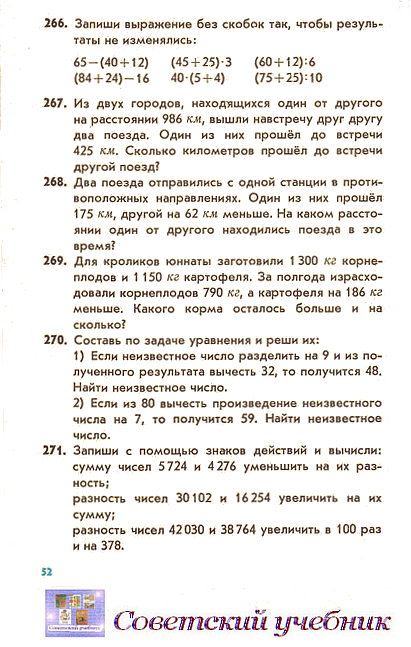 266. Запиши выражение без скобок так, чтобы резуль-
таты не изменялись:
65−(40+12) (45+25)·3 (60+12):6
(84+24)−16 40·(5+4) (75+25):10
267. Из двух городов, находящихся один от другого
на расстоянии 986 км, вышли навстречу друг другу
два поезда. Один из них прошёл до встречи
425 км. Сколько километров прошёл до встречи
другой поезд?
268. Два поезда отправились с одной станции в проти-
воположных направлениях. Один из них прошёл
175 км, другой на 62 км меньше. На каком рассто-
янии один от другого находились поезда в это
время?
269. Для кроликов юннаты заготовили 1 300 кг корне-
плодов и 1 150 кг картофеля. За полгода израсхо-
довали корнеплодов 790 кг, а картофеля на 186 кг
меньше. Какого корма осталось больше и на
сколько?
270. Составь по задаче уравнения и реши их:
1) Если неизвестное число разделить на 9 и из по-
лученного результата вычесть 32, то получится 48.
Найти неизвестное число.
2) Если из 80 вычесть произведение неизвестного
числа на 7, то получится 59. Найти неизвестное
число.
271. Запиши с помощью знаков действий и вычисли:
сумму чисел 5 724 и 4 276 уменьшить на их раз-
ность;
разность чисел 30 102 и 16 254 увеличить на их
сумму;
разность чисел 42 030 и 38 764 увеличить в 100 раз
и на 378.
52
Советский учебник